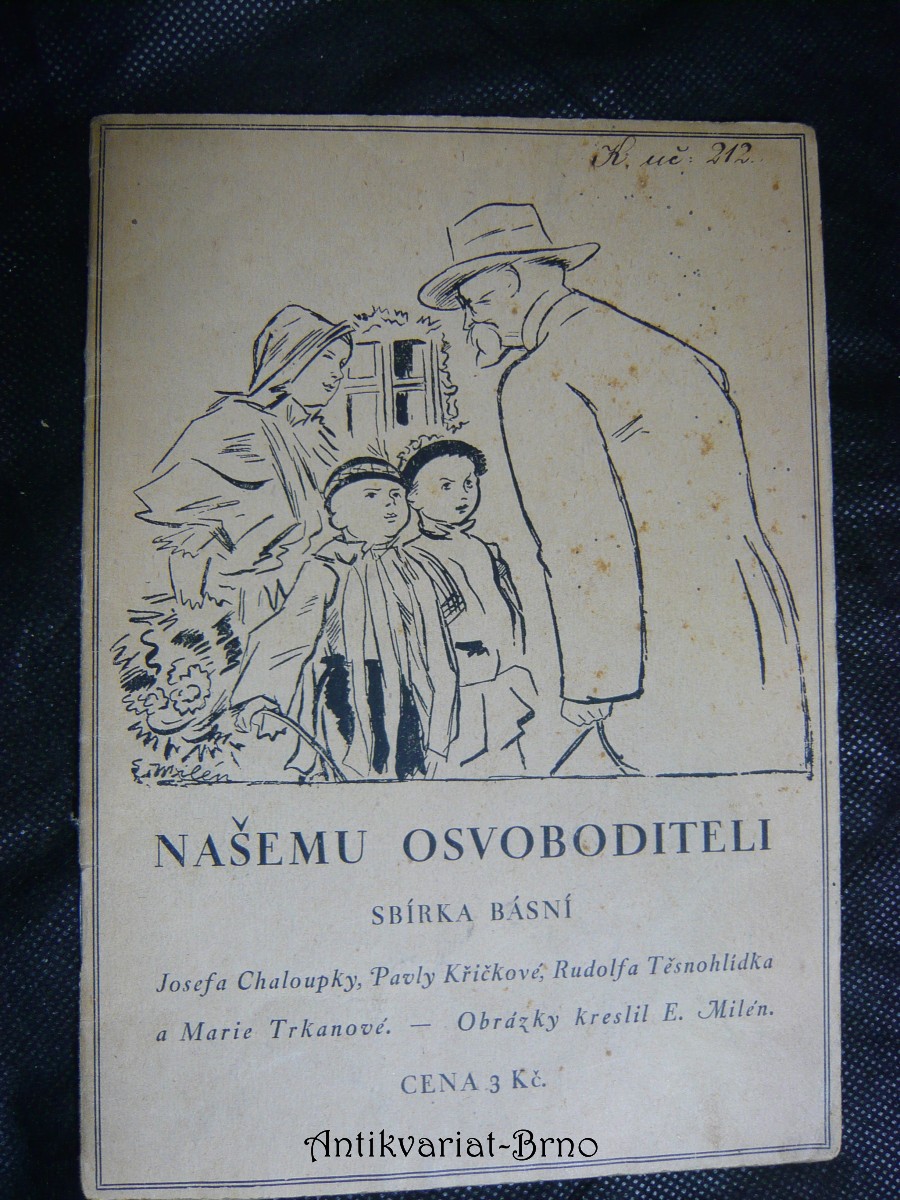 K. uč: 212.
E. Milén
NAŠEMU OSVOBODITELI
SBÍRKA BÁSNÍ
Josefa Chaloupky, Pavly Křičkové, Rudolfa Těsnohlídka
a Marie Trkanové. — Obrázky kreslil E. Milén.
CENA 3 Kč.
Antikvariat-Brno